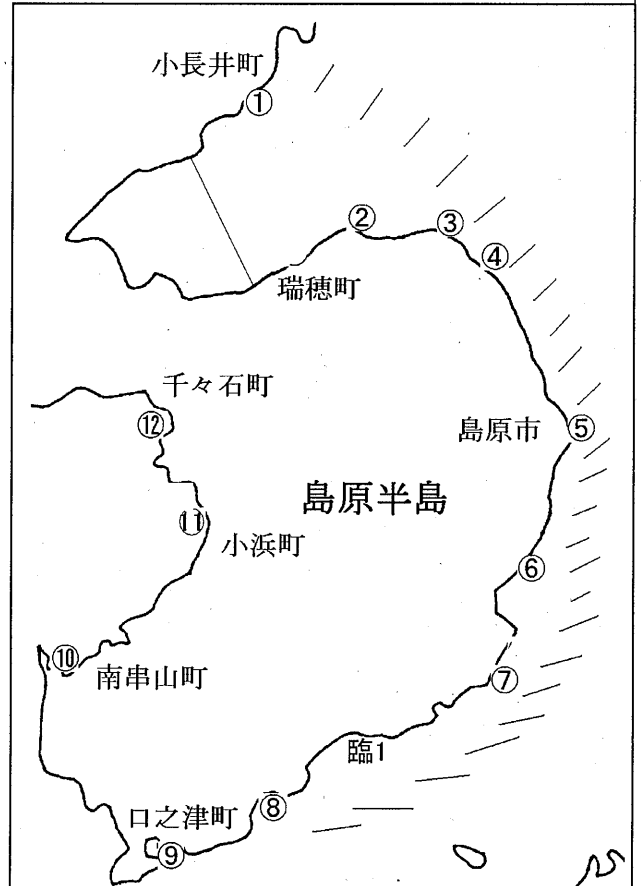 小長井町
①
②
③
④
瑞穂町
千々石町
⑫
島原市
⑤
島原半島
⑪
小浜町
⑥
⑩
南串山町
⑦
臨1
口之津町
⑧
⑨